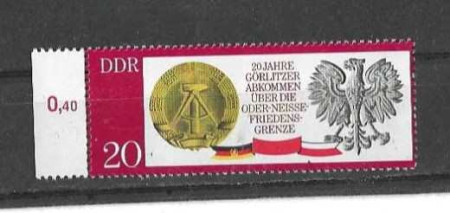 0,40
DDR
20
20 JAHRE
GÖRLITZER
ABKOMMEN
ÜBER DIE
ODER-NEISSE-
FRIEDENS-
GRENZE